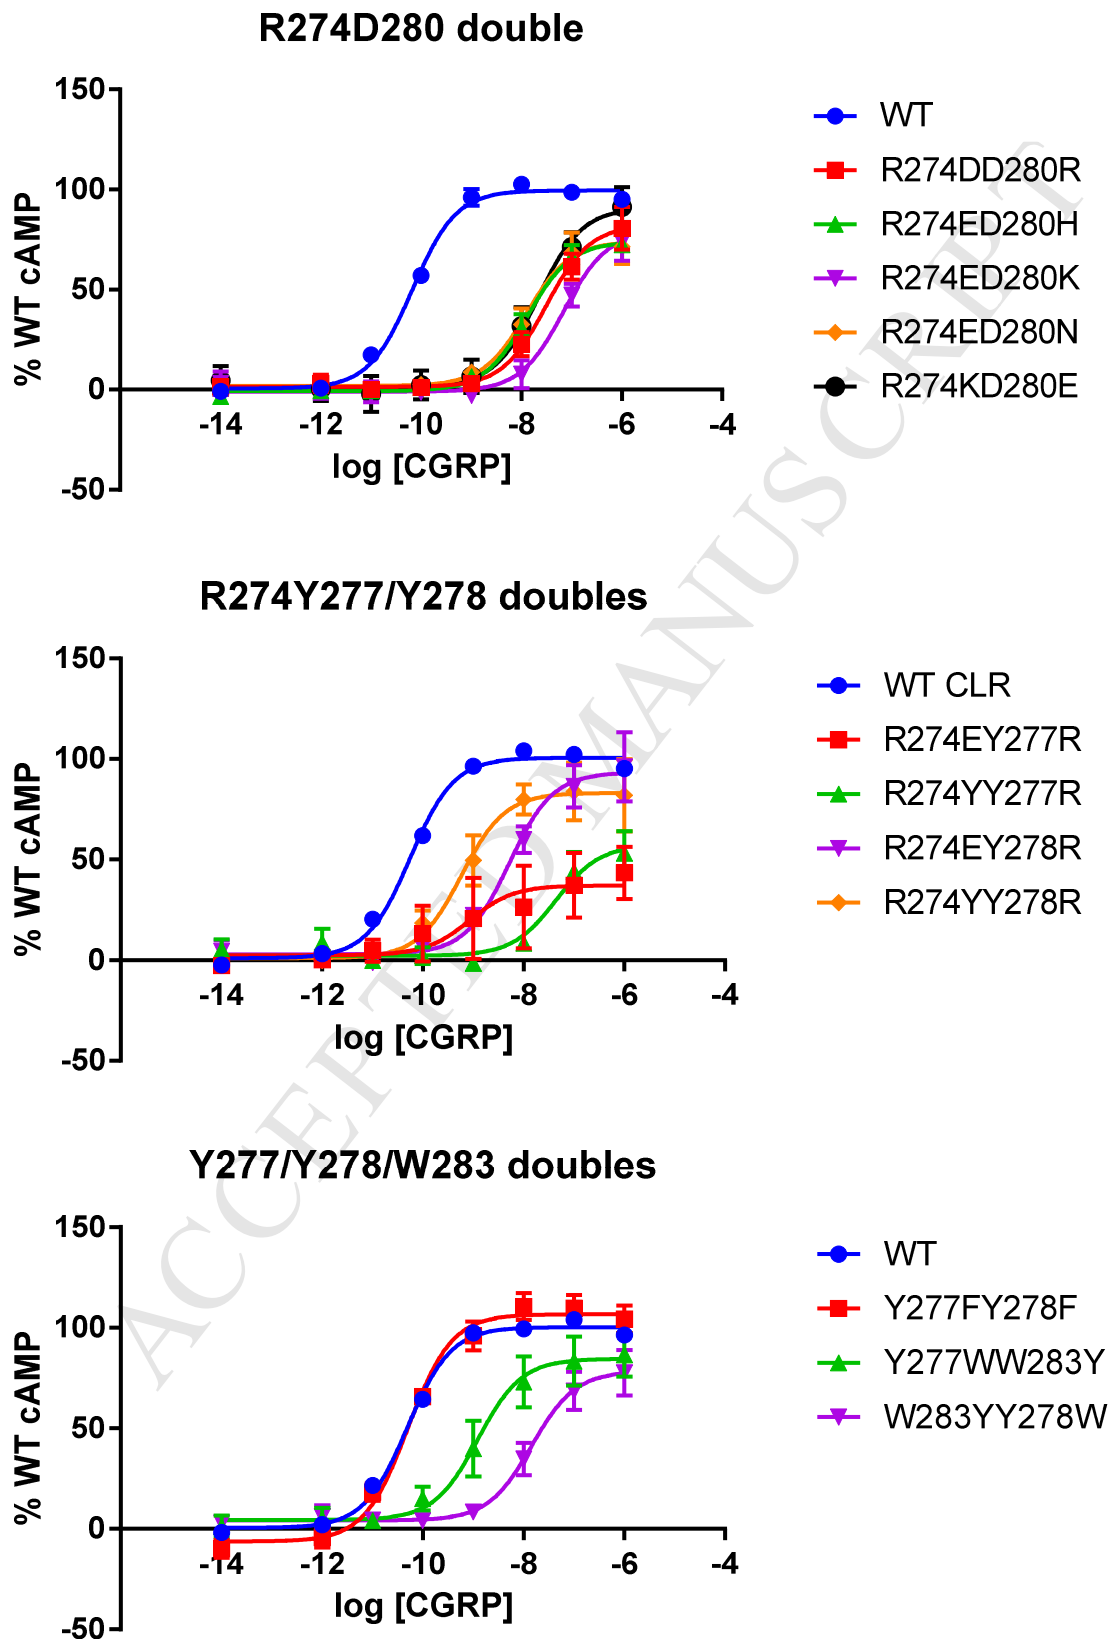 R274D280 double
150
100
50
0
-50
% WT cAMP
-14 -12 -10 -8 -6 -4
log [CGRP]
WT
R274DD280R
R274ED280H
R274ED280K
R274ED280N
R274KD280E
R274Y277/Y278 doubles
150
100
50
0
-50
% WT cAMP
-14 -12 -10 -8 -6 -4
log [CGRP]
WT CLR
R274EY277R
R274YY277R
R274EY278R
R274YY278R
Y277/Y278/W283 doubles
150
100
50
0
-50
% WT cAMP
-14 -12 -10 -8 -6 -4
log [CGRP]
WT
Y277FY278F
Y277WW283Y
W283YY278W
ACCEPTED MANUSCRIPT